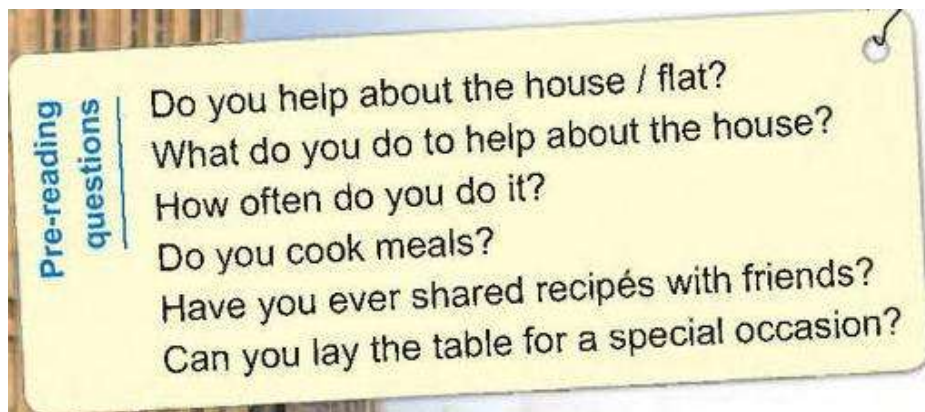 Pre-reading
questions
Do you help about the house / flat?
What do you do to help about the house?
How often do you do it?
Do you cook meals?
Have you ever shared recipés with friends?
Can you lay the table for a special occasion?